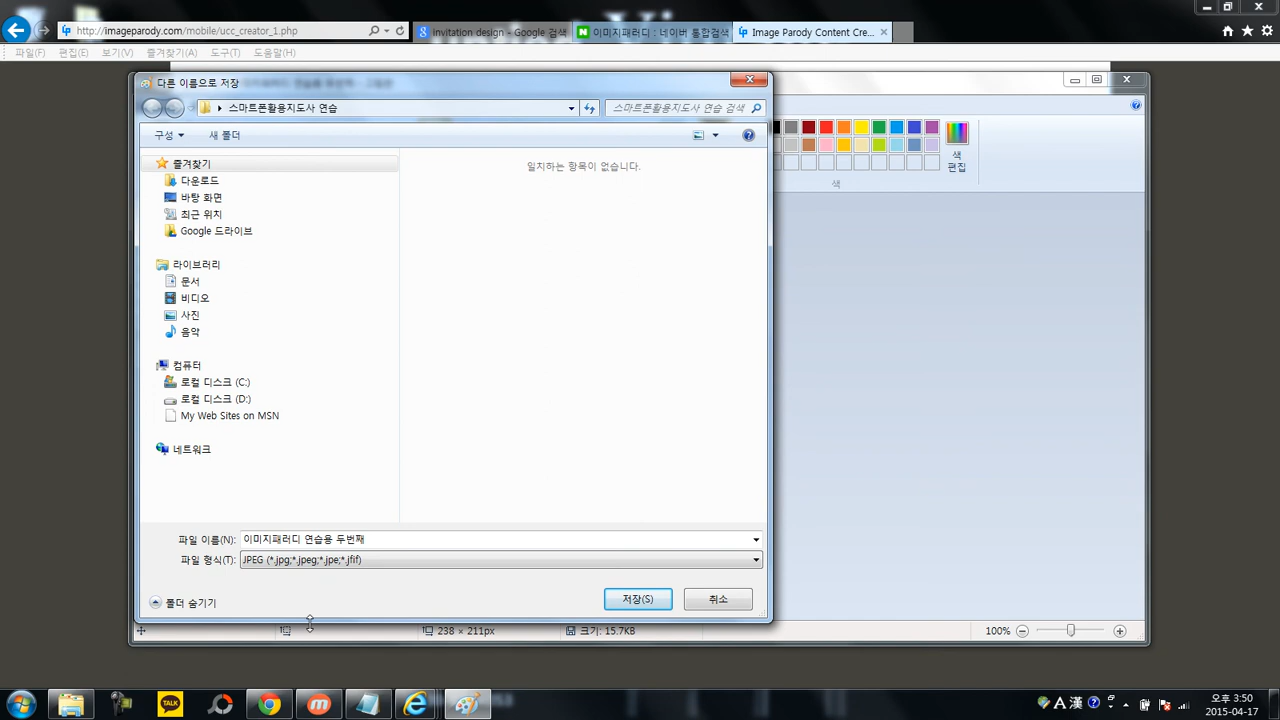 http://imageparody.com/mobile/ucc_creator_1.php
Invitation design - Google 검색
이미지패러디 : 네이버 통합검색
Image Parody Content Cre...
파일(F) 편집(E) 보기(V) 즐겨찾기(A) 도구(T) 도움말(H)
다른 이름으로 저장
스마트폰활용지도사 연습
스마트폰활용지도사 연습 검색
구성
새 폴더
색
편집
색
즐겨찾기
일치하는 항목이 없습니다.
다운로드
바탕 화면
최근 위치
Google 드라이브
라이브러리
문서
비디오
사진
음악
컴퓨터
로컬 디스크 (C:)
로컬 디스크 (D:)
My Web Sites on MSN
네트워크
파일 이름(N): 이미지패러디 연습용 두번째
파일 형식(T): JPEG (*.jpg;*.jpeg;*.jpe;*.jfif)
폴더 숨기기
저장(S)
취소
238 × 211px
크기: 15.7KB
100%
TALK
A 漢
오후 3:50
2015-04-17